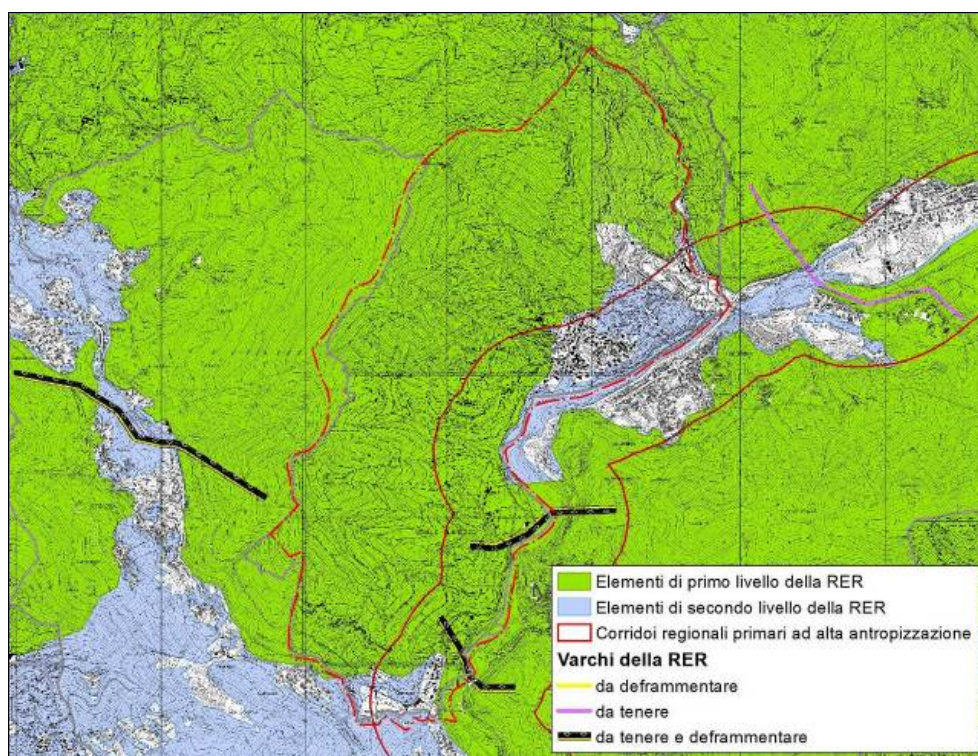 Elementi di primo livello della RER
Elementi di secondo livello della RER
Corridoi regionali primari ad alta antropizzazione
Varchi della RER
da deframmentare
da tenere
da tenere e deframmentare